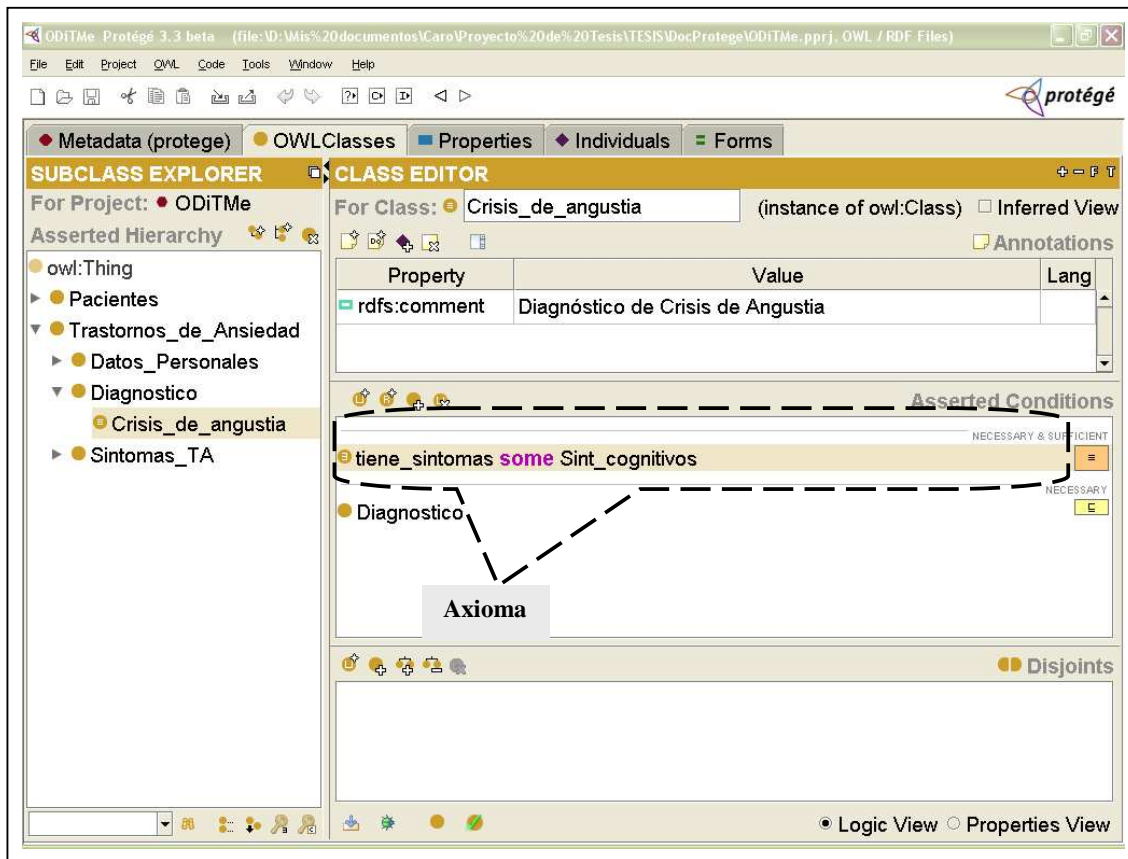 ODiTMe Protégé 3.3 beta (file:\D:\Mis%20documentos\Caro\Proyecto%20de%20Tesis\TESIS\DocProtege\ODiTMe.pprj, OWL / RDF Files)
File Edit Project OWL Code Tools Window Help
protégé
Metadata (protege) OWLClasses Properties Individuals Forms
SUBCLASS EXPLORER
For Project: ODiTMe
Asserted Hierarchy
owl:Thing
Pacientes
Trastornos_de_Ansiedad
Datos_Personales
Diagnostico
Crisis_de_angustia
Sintomas_TA
CLASS EDITOR
For Class: Crisis_de_angustia (instance of owl:Class) Inferred View
Annotations
Property Value Lang
rdfs:comment Diagnóstico de Crisis de Angustia
Asserted Conditions
NECESSARY & SUFFICIENT
tiene_sintomas some Sint_cognitivos
NECESSARY
Diagnostico
Axioma
Disjoints
Logic View Properties View